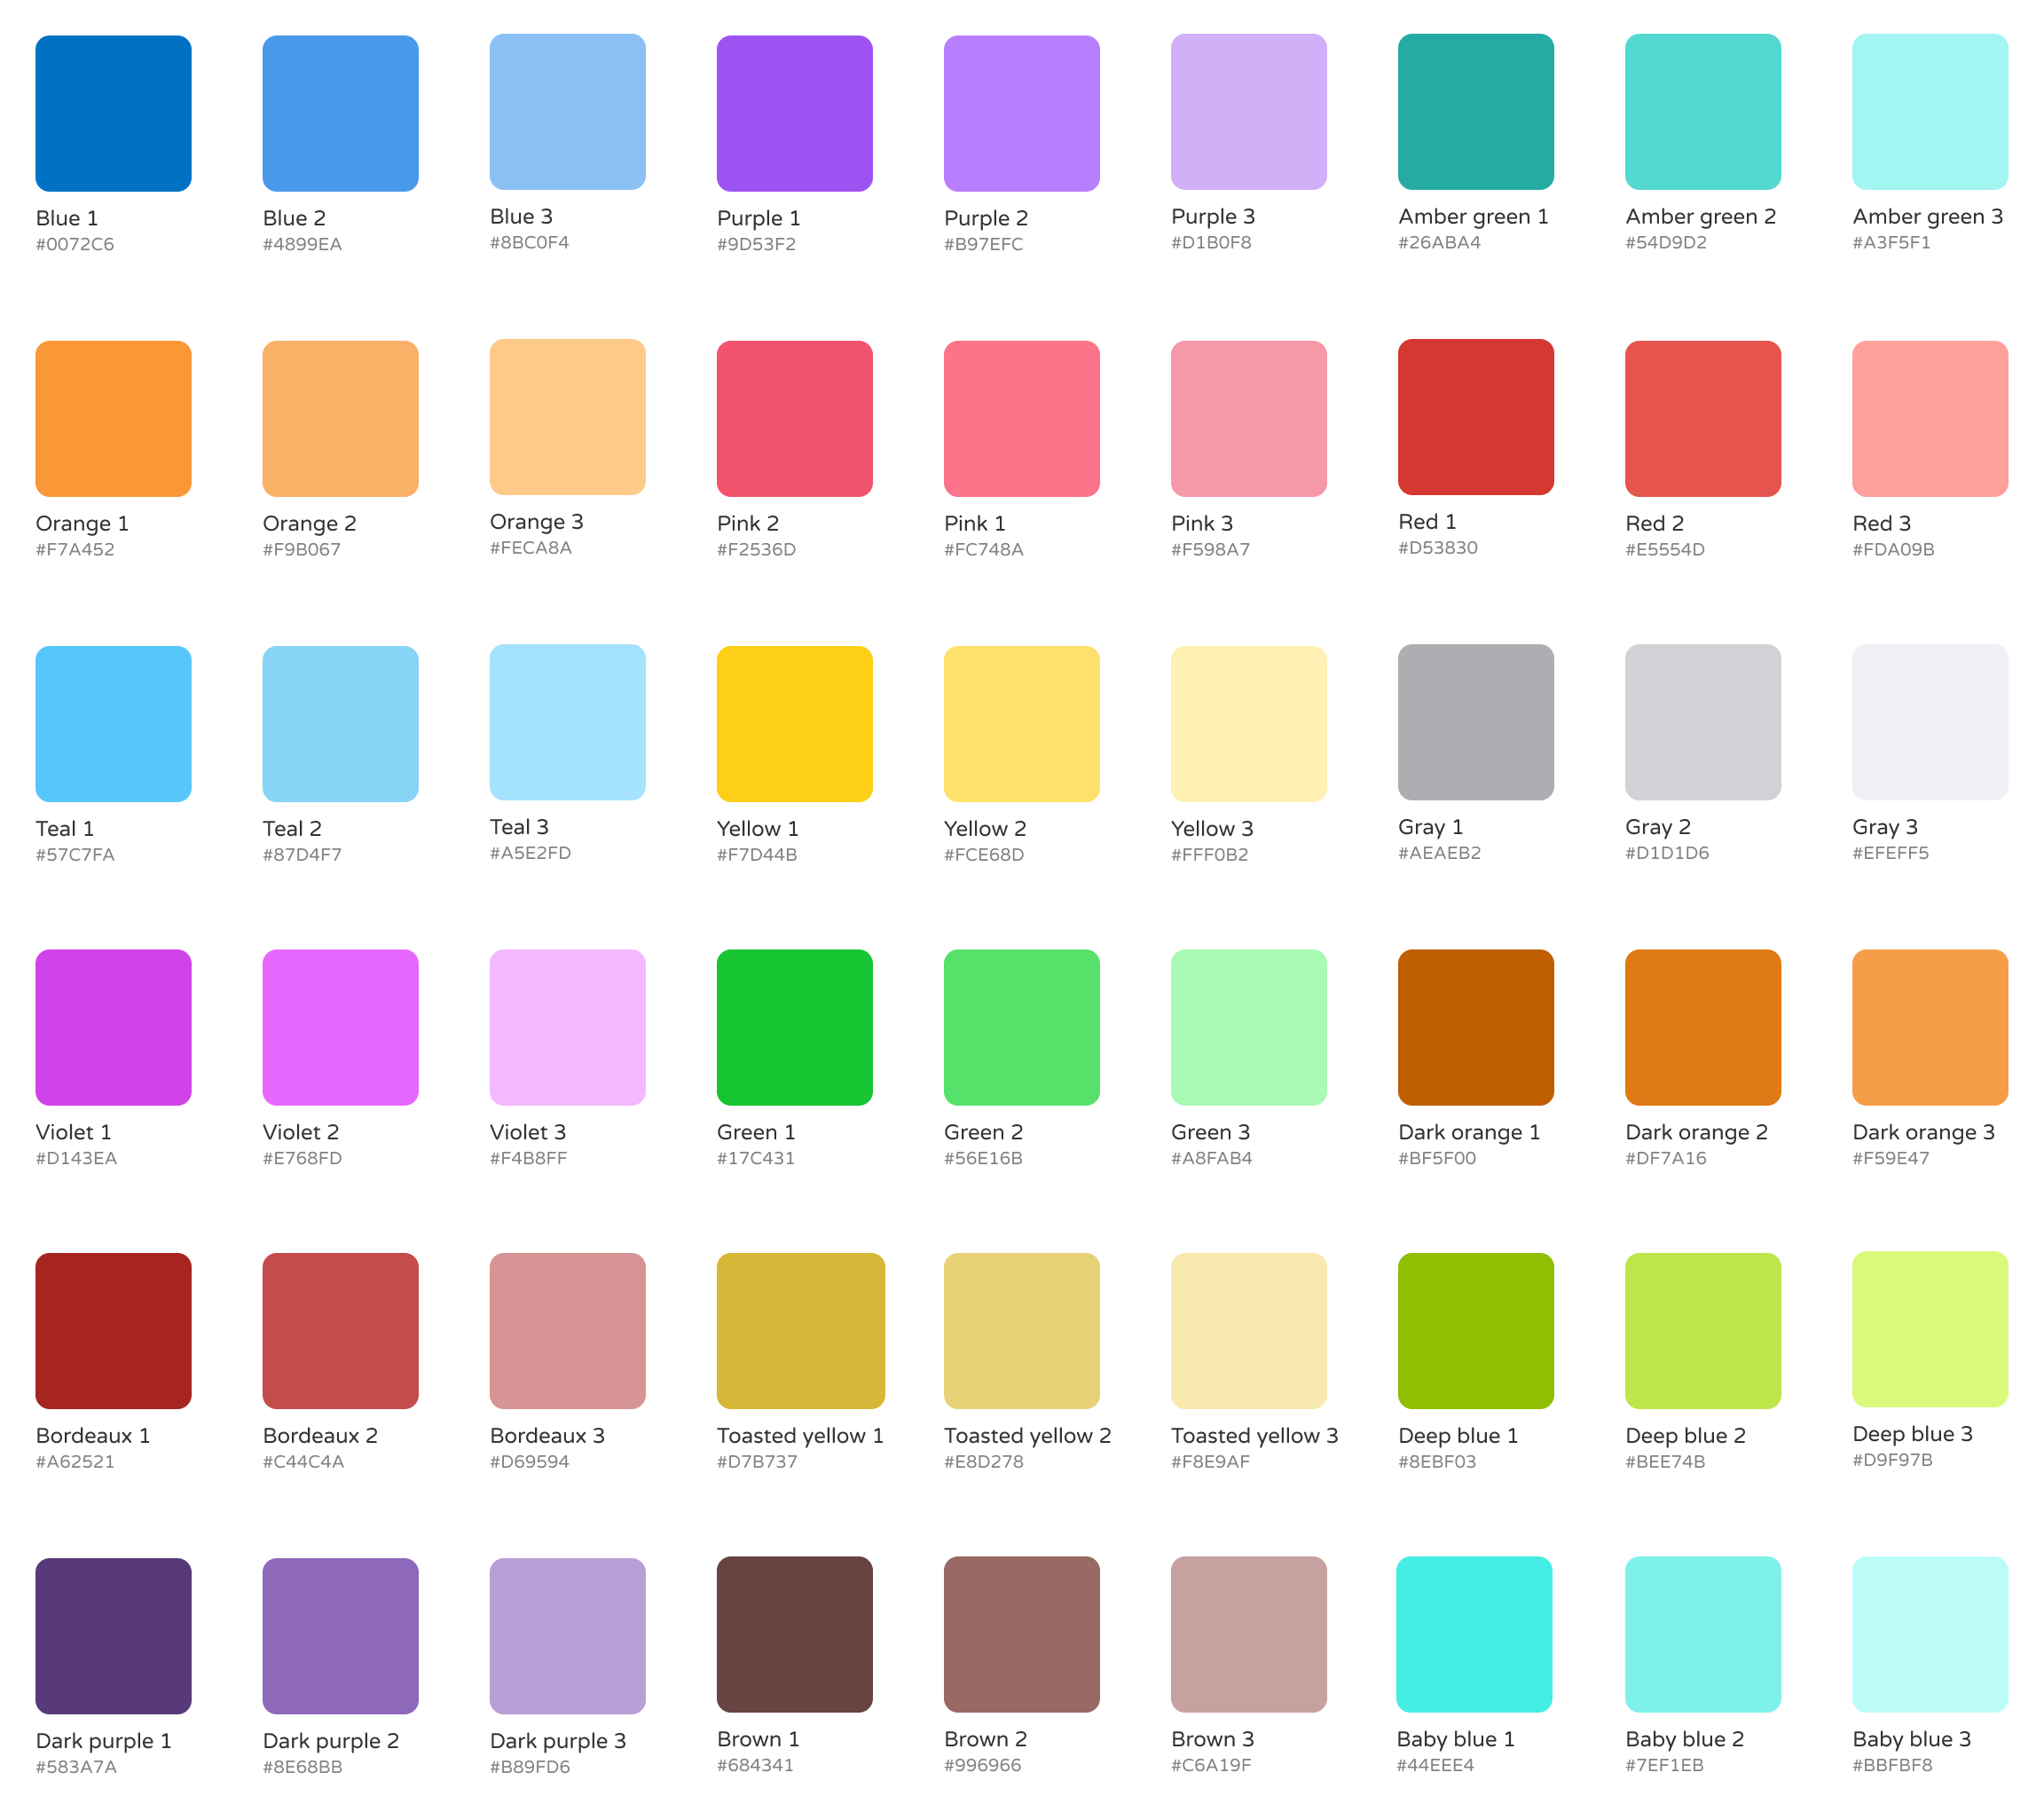 Blue 1
#0072C6
Blue 2
#4899EA
Blue 3
#8BC0F4
Purple 1
#9D53F2
Purple 2
#B97EFC
Purple 3
#D1B0F8
Amber green 1
#26ABA4
Amber green 2
#54D9D2
Amber green 3
#A3F5F1
Orange 1
#F7A452
Orange 2
#F9B067
Orange 3
#FECA8A
Pink 2
#F2536D
Pink 1
#FC748A
Pink 3
#F598A7
Red 1
#D53830
Red 2
#E5554D
Red 3
#FDA09B
Teal 1
#57C7FA
Teal 2
#87D4F7
Teal 3
#A5E2FD
Yellow 1
#F7D44B
Yellow 2
#FCE68D
Yellow 3
#FFF0B2
Gray 1
#AEAEB2
Gray 2
#D1D1D6
Gray 3
#EFEFF5
Violet 1
#D143EA
Violet 2
#E768FD
Violet 3
#F4B8FF
Green 1
#17C431
Green 2
#56E16B
Green 3
#A8FAB4
Dark orange 1
#BF5F00
Dark orange 2
#DF7A16
Dark orange 3
#F59E47
Bordeaux 1
#A62521
Bordeaux 2
#C44C4A
Bordeaux 3
#D69594
Toasted yellow 1
#D7B737
Toasted yellow 2
#E8D278
Toasted yellow 3
#F8E9AF
Deep blue 1
#8EBF03
Deep blue 2
#BEE74B
Deep blue 3
#D9F97B
Dark purple 1
#583A7A
Dark purple 2
#8E68BB
Dark purple 3
#B89FD6
Brown 1
#684341
Brown 2
#996966
Brown 3
#C6A19F
Baby blue 1
#44EEE4
Baby blue 2
#7EF1EB
Baby blue 3
#BBFBF8